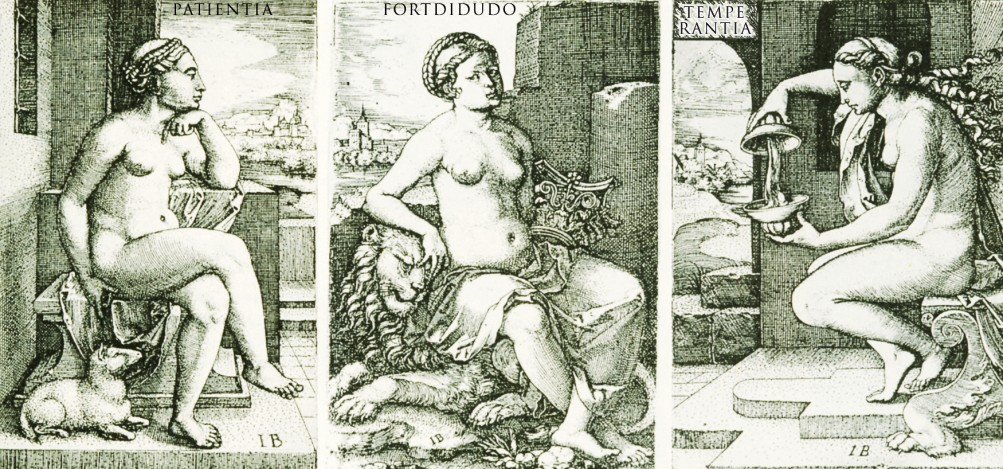 PATIENTIA
FORTDIDUDO
TEMPE
RANTIA
IB
IB
IB